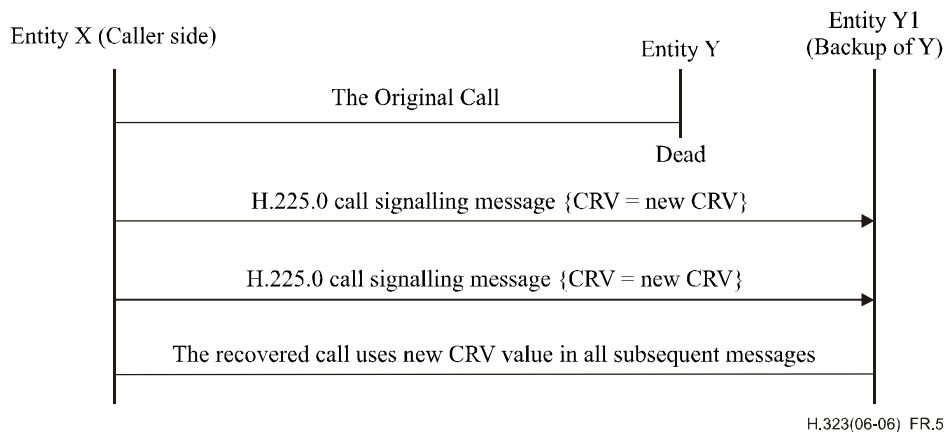 Entity X (Caller side)
Entity Y
Entity Y1
(Backup of Y)
The Original Call
Dead
H.225.0 call signalling message {CRV = new CRV}
H.225.0 call signalling message {CRV = new CRV}
The recovered call uses new CRV value in all subsequent messages
H.323(06-06) FR.5